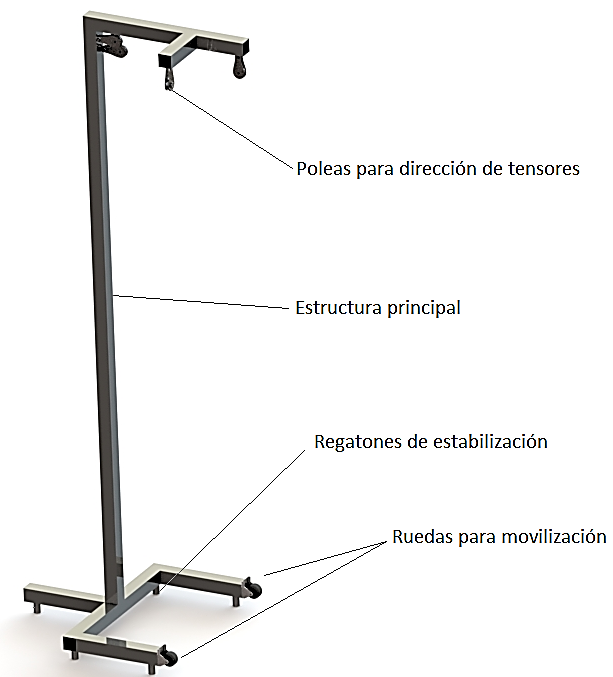 Poleas para dirección de tensores
Estructura principal
Regatones de estabilización
Ruedas para movilización